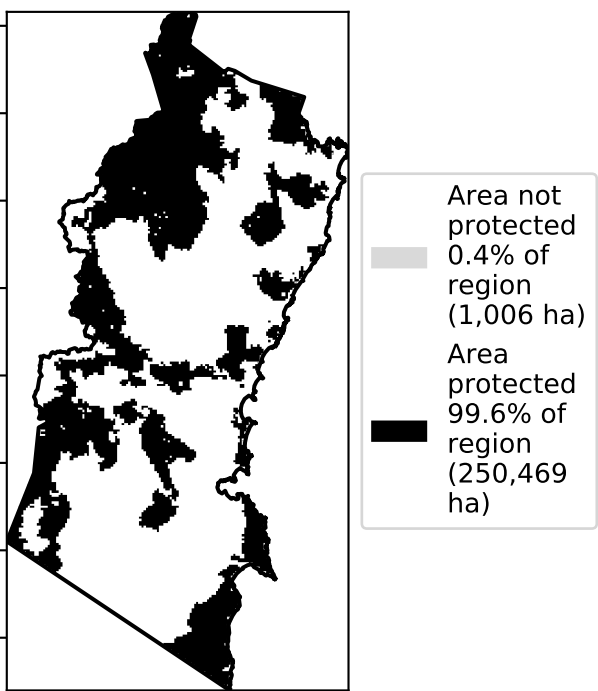 Area not
protected
0.4% of
region
(1,006 ha)
Area
protected
99.6% of
region
(250,469
ha)